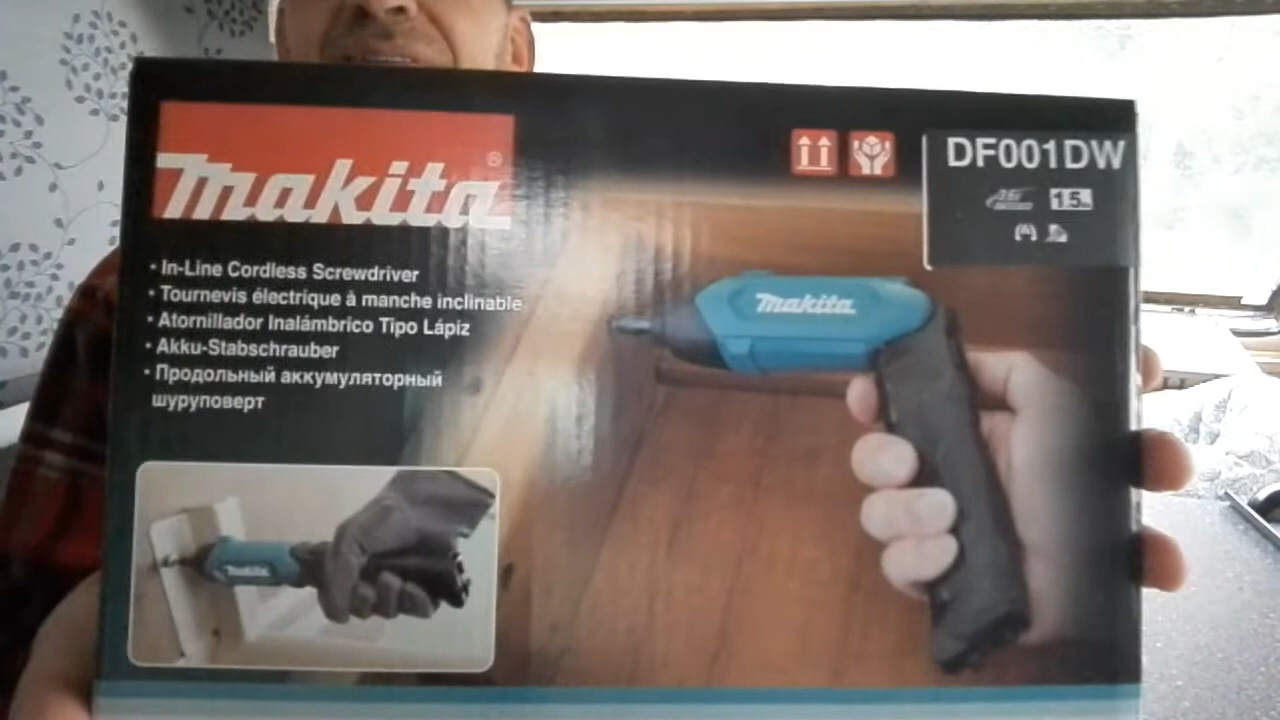 makita
DF001DW
1.5
• In-Line Cordless Screwdriver
• Tournevis électrique à manche inclinable
• Atornillador Inalámbrico Tipo Lápiz
• Akku-Stabschrauber
• Продольный аккумуляторный
шуруповерт
makita
makita